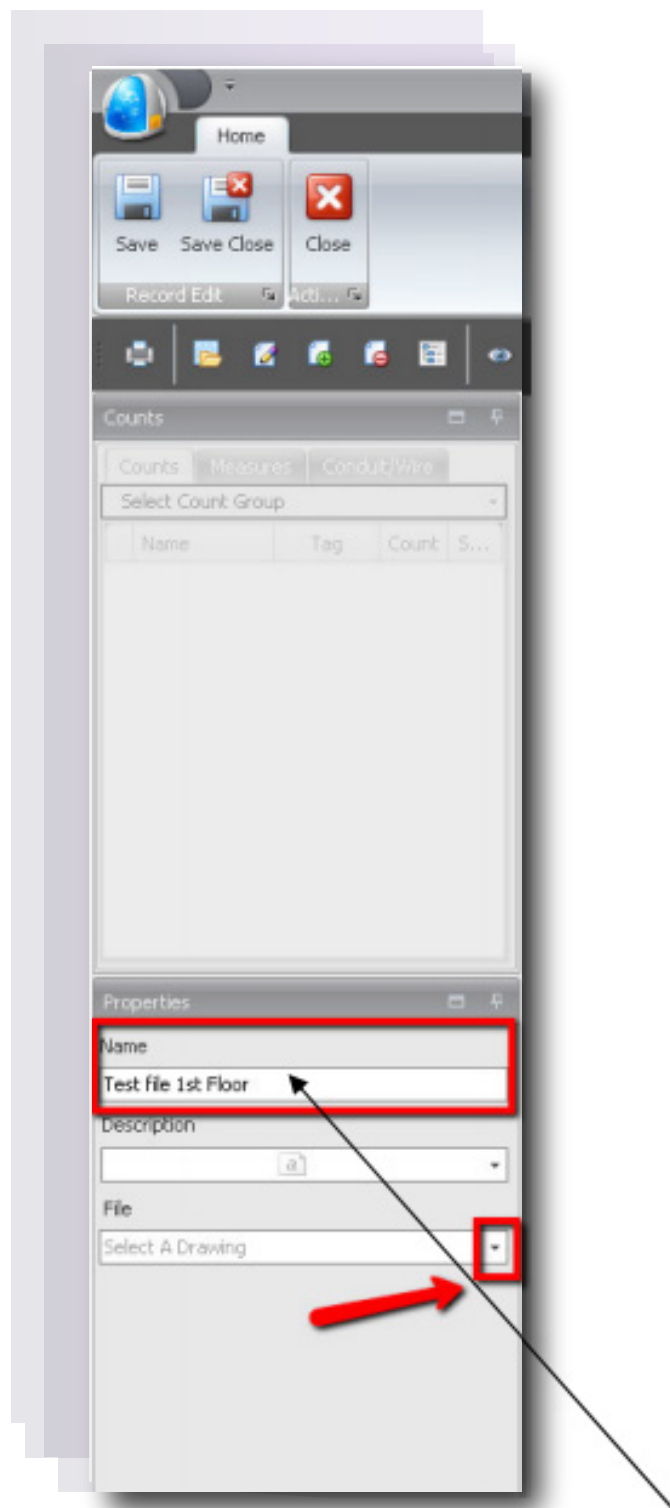 Home
Save Save Close Close
Record Edit Acti...
Counts
Counts Measures Conduit/Wire
Select Count Group
Name Tag Count S...
Properties
Name
Test file 1st Floor
Description
a
File
Select A Drawing